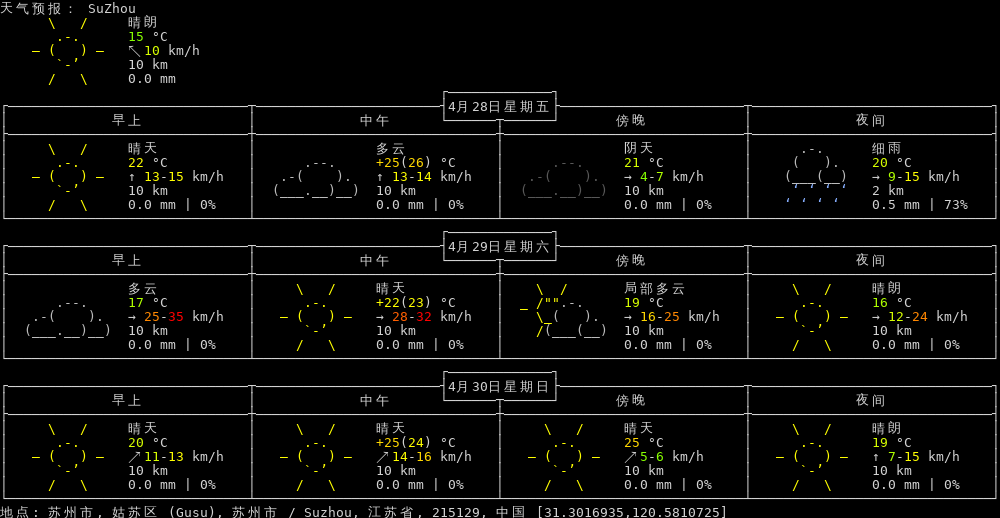 天气预报： SuZhou
晴朗
15 °C
↖ 10 km/h
10 km
0.0 mm
4月28日星期五
早上 中午 傍晚 夜间
晴天 多云 阴天 细雨
22 °C +25(26) °C 21 °C 20 °C
↑ 13-15 km/h ↑ 13-14 km/h → 4-7 km/h → 9-15 km/h
10 km 10 km 10 km 2 km
0.0 mm | 0% 0.0 mm | 0% 0.0 mm | 0% 0.5 mm | 73%
4月29日星期六
早上 中午 傍晚 夜间
多云 晴天 局部多云 晴朗
17 °C +22(23) °C 19 °C 16 °C
→ 25-35 km/h → 28-32 km/h → 16-25 km/h → 12-24 km/h
10 km 10 km 10 km 10 km
0.0 mm | 0% 0.0 mm | 0% 0.0 mm | 0% 0.0 mm | 0%
4月30日星期日
早上 中午 傍晚 夜间
晴天 晴天 晴天 晴朗
20 °C +25(24) °C 25 °C 19 °C
↗ 11-13 km/h ↗ 14-16 km/h ↗ 5-6 km/h ↑ 7-15 km/h
10 km 10 km 10 km 10 km
0.0 mm | 0% 0.0 mm | 0% 0.0 mm | 0% 0.0 mm | 0%
地点: 苏州市, 姑苏区 (Gusu), 苏州市 / Suzhou, 江苏省, 215129, 中国 [31.3016935,120.5810725]